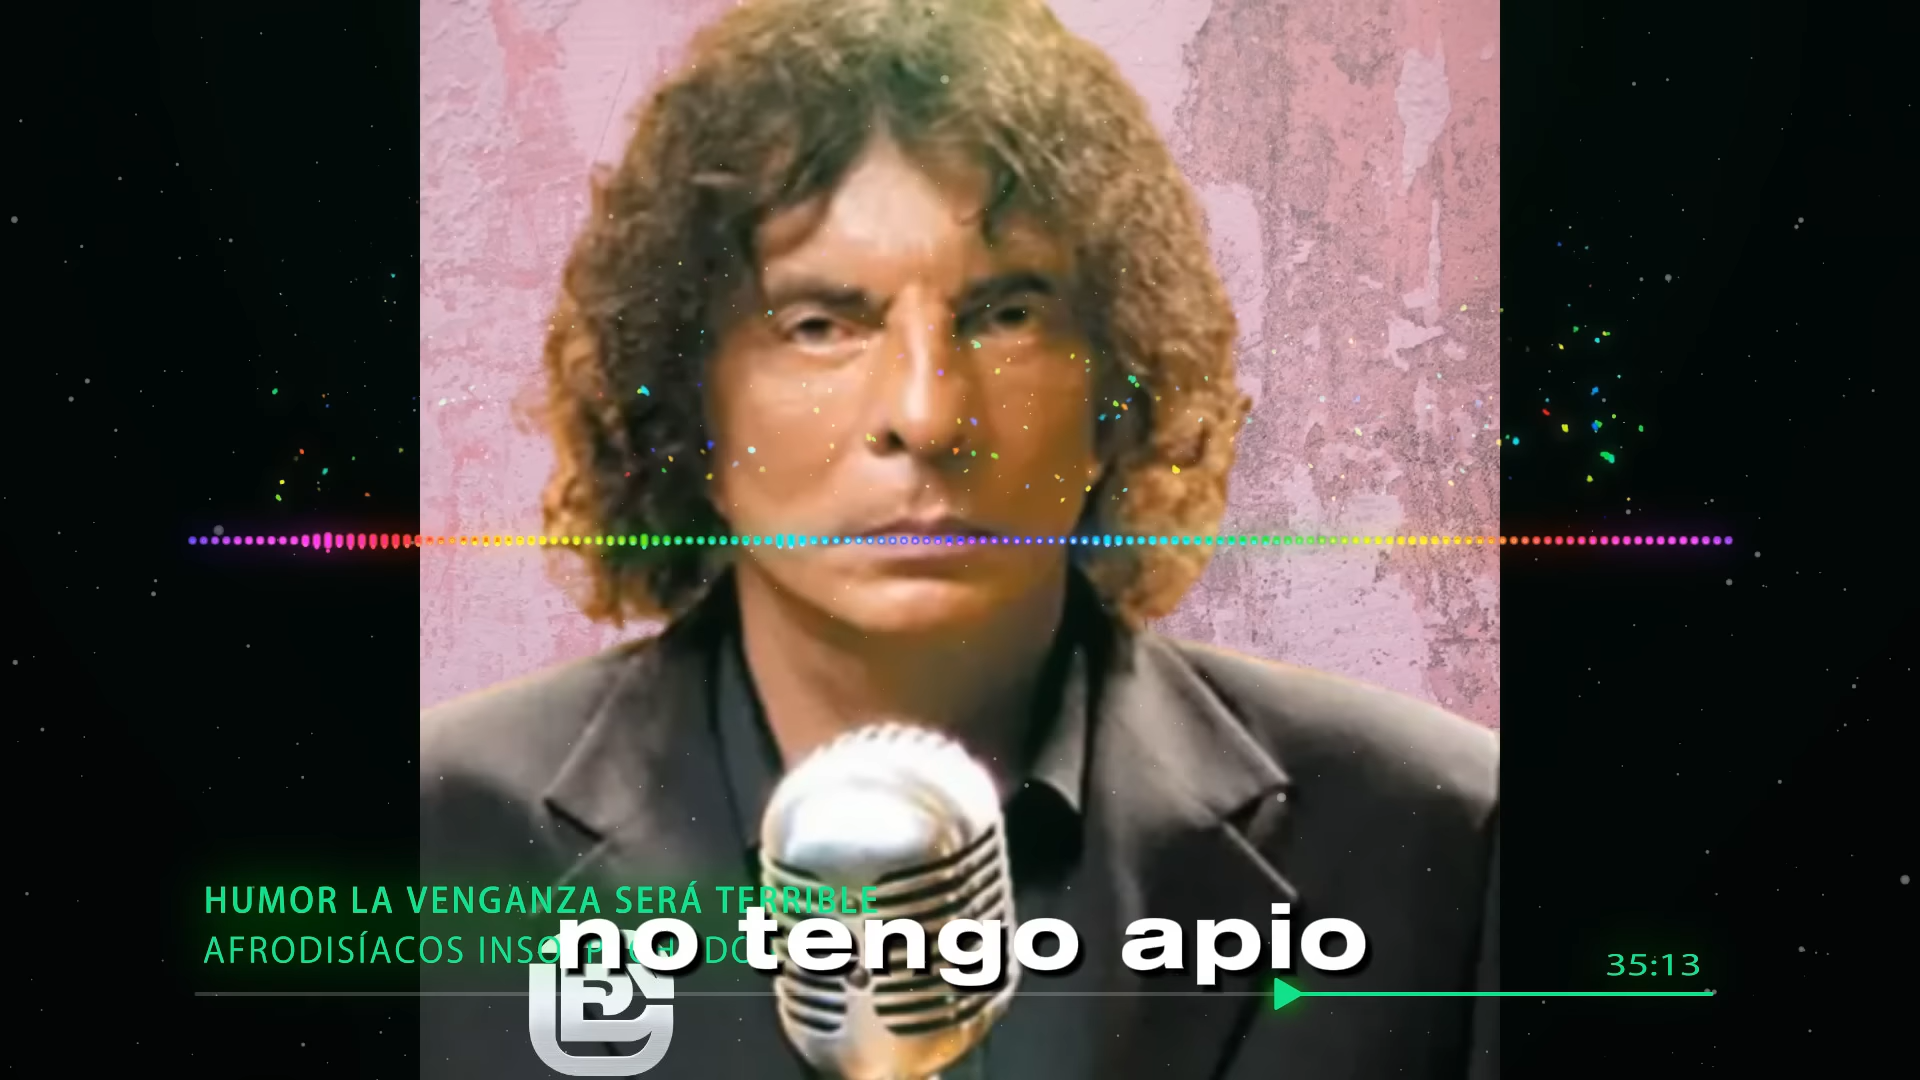 HUMOR LA VENGANZA SERÁ TERRIBLE
AFRODISÍACOS
no tengo apio
35:13